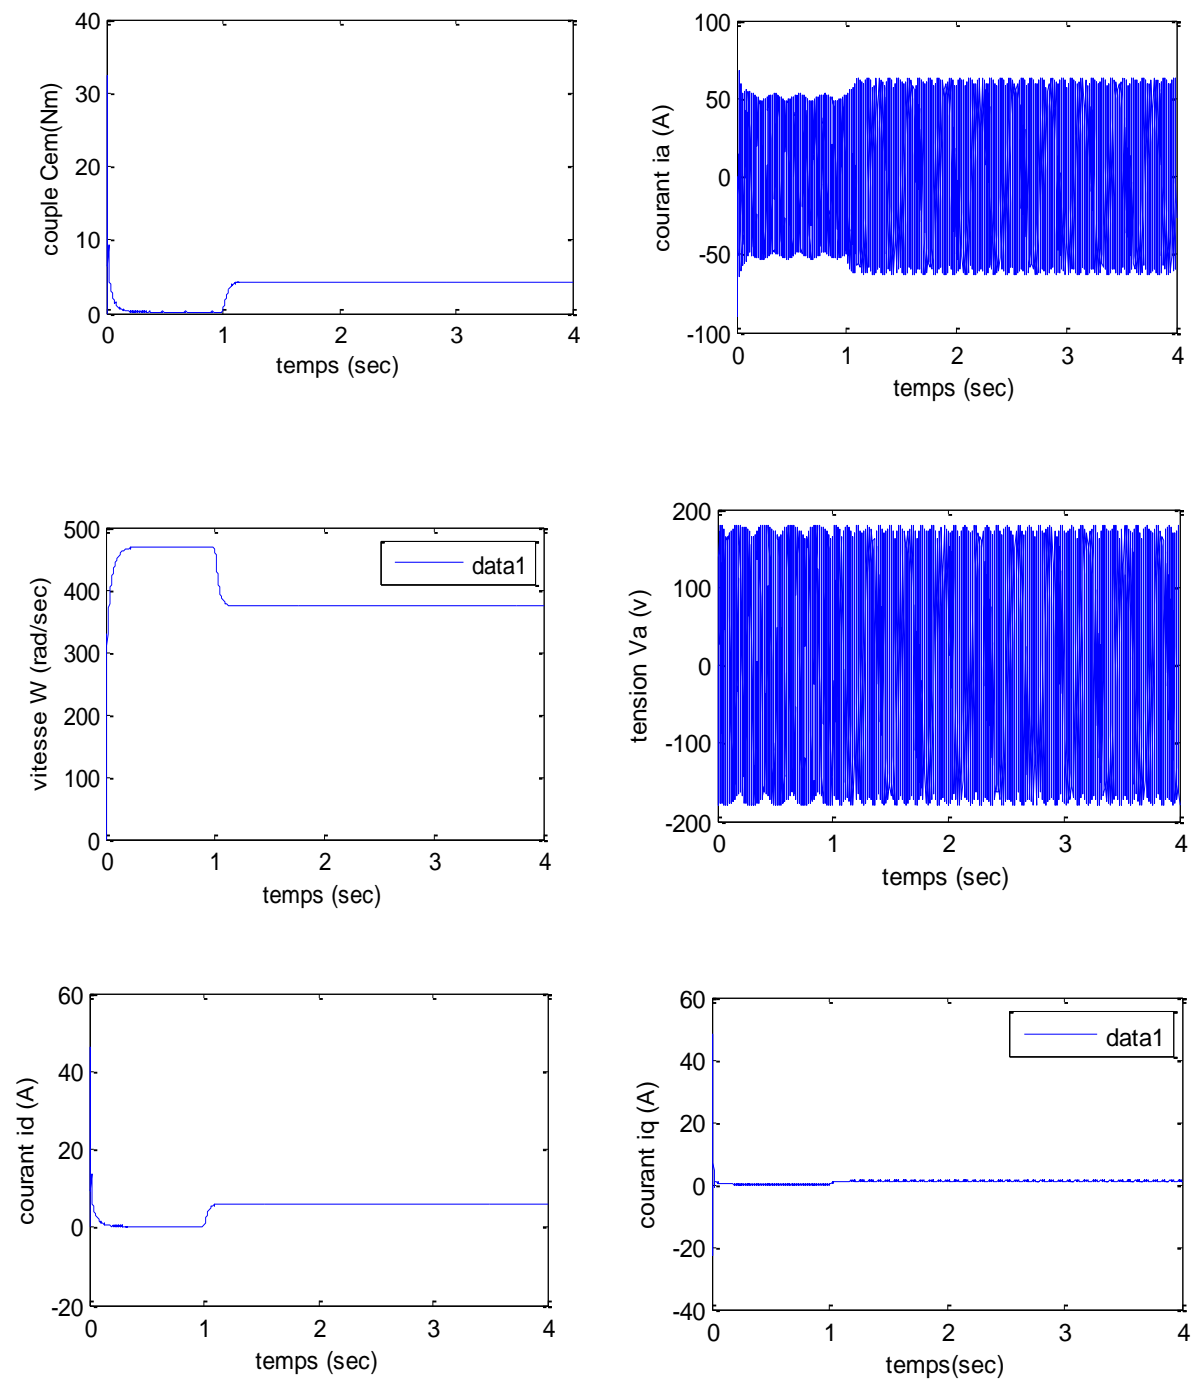 40
30
20
10
0
couple Cem(Nm)
0 1 2 3 4
temps (sec)
100
50
0
-50
-100
courant ia (A)
0 1 2 3 4
temps (sec)
500
400
300
200
100
0
vitesse W (rad/sec)
data1
0 1 2 3 4
temps (sec)
200
100
0
-100
-200
tension Va (v)
0 1 2 3 4
temps (sec)
60
40
20
0
-20
courant id (A)
0 1 2 3 4
temps (sec)
60
40
20
0
-20
-40
courant iq (A)
data1
0 1 2 3 4
temps(sec)